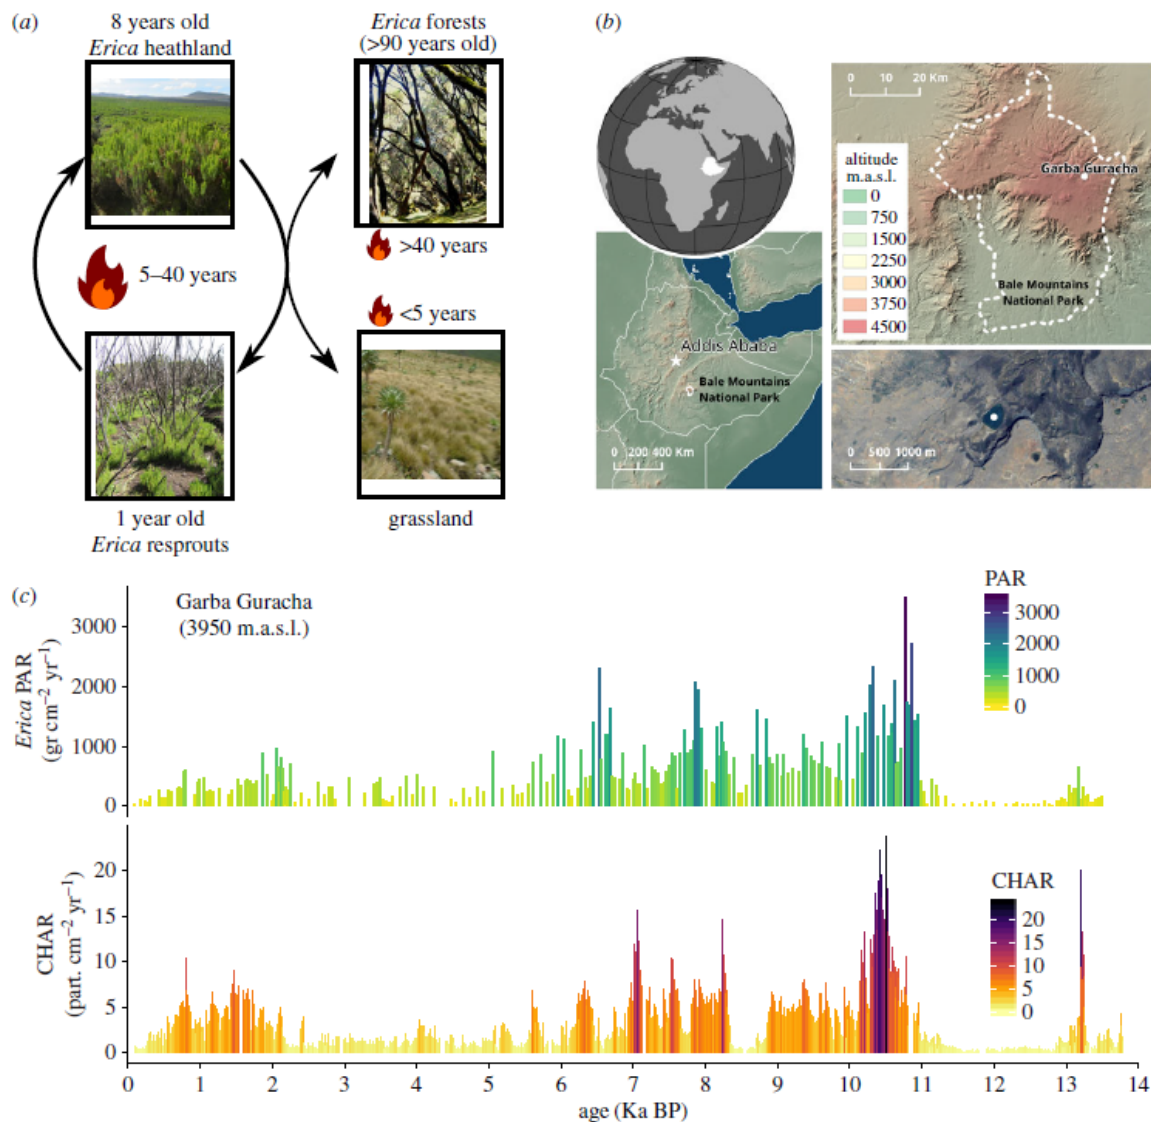 (a)
8 years old
Erica heathland
Erica forests
(>90 years old)
5–40 years
>40 years
<5 years
1 year old
Erica resprouts
grassland
(b)
0 10 20 Km
altitude
m.a.s.l.
0
750
1500
2250
3000
3750
4500
Garba Guracha
Bale Mountains
National Park
Addis Ababa
Bale Mountains
National Park
0 200 400 Km
0 500 1000 m
(c)
Garba Guracha
(3950 m.a.s.l.)
Erica PAR
(gr cm⁻² yr⁻¹)
3000
2000
1000
0
PAR
3000
2000
1000
0
CHAR
(part. cm⁻² yr⁻¹)
20
15
10
5
0
CHAR
20
15
10
5
0
0 1 2 3 4 5 6 7 8 9 10 11 12 13 14
age (Ka BP)